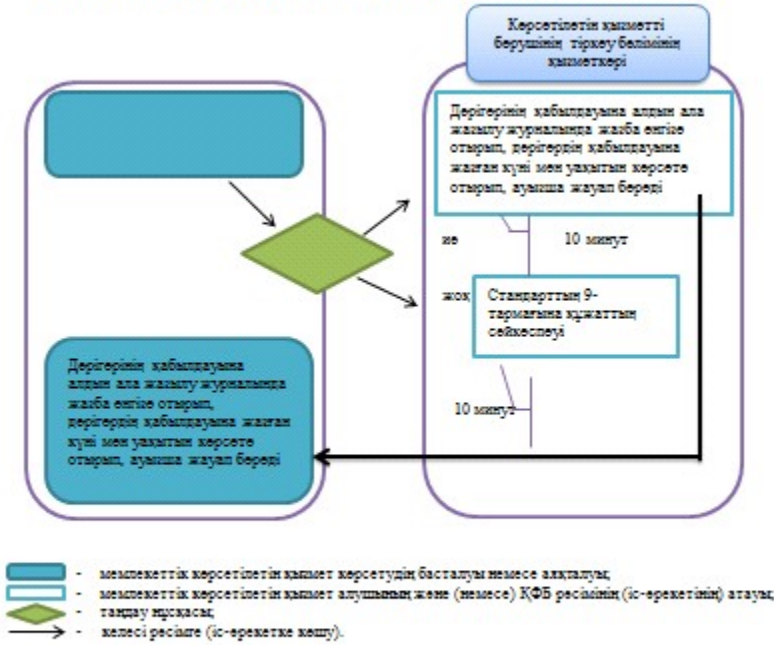 Көрсетілетін қызметті
берушінің тіркеу бөлімінің
қызметкері
Дәрігерінің қабылдауына алдын ала
жазылу журналында жазба енгізе
отырып, дәрігердің қабылдауына
жазған күні мен уақытын көрсете
отырып, ауызша жауап береді
иә
10 минут
жоқ
Стандарттың 9-
тармағына құжаттың
сәйкеспеуі
10 минут
Дәрігерінің қабылдауына
алдын ала жазылу журналында
жазба енгізе отырып,
дәрігердің қабылдауына жазған
күні мен уақытын көрсете
отырып, ауызша жауап береді
- мемлекеттік көрсетілетін қызмет көрсетудің басталуы немесе аяқталуы;
- мемлекеттік көрсетілетін қызмет алушының және (немесе) ҚФБ рәсімінің (іс-әрекетінің) атауы;
- таңдау нұсқасы;
- келесі рәсімге (іс-әрекетке көшу).